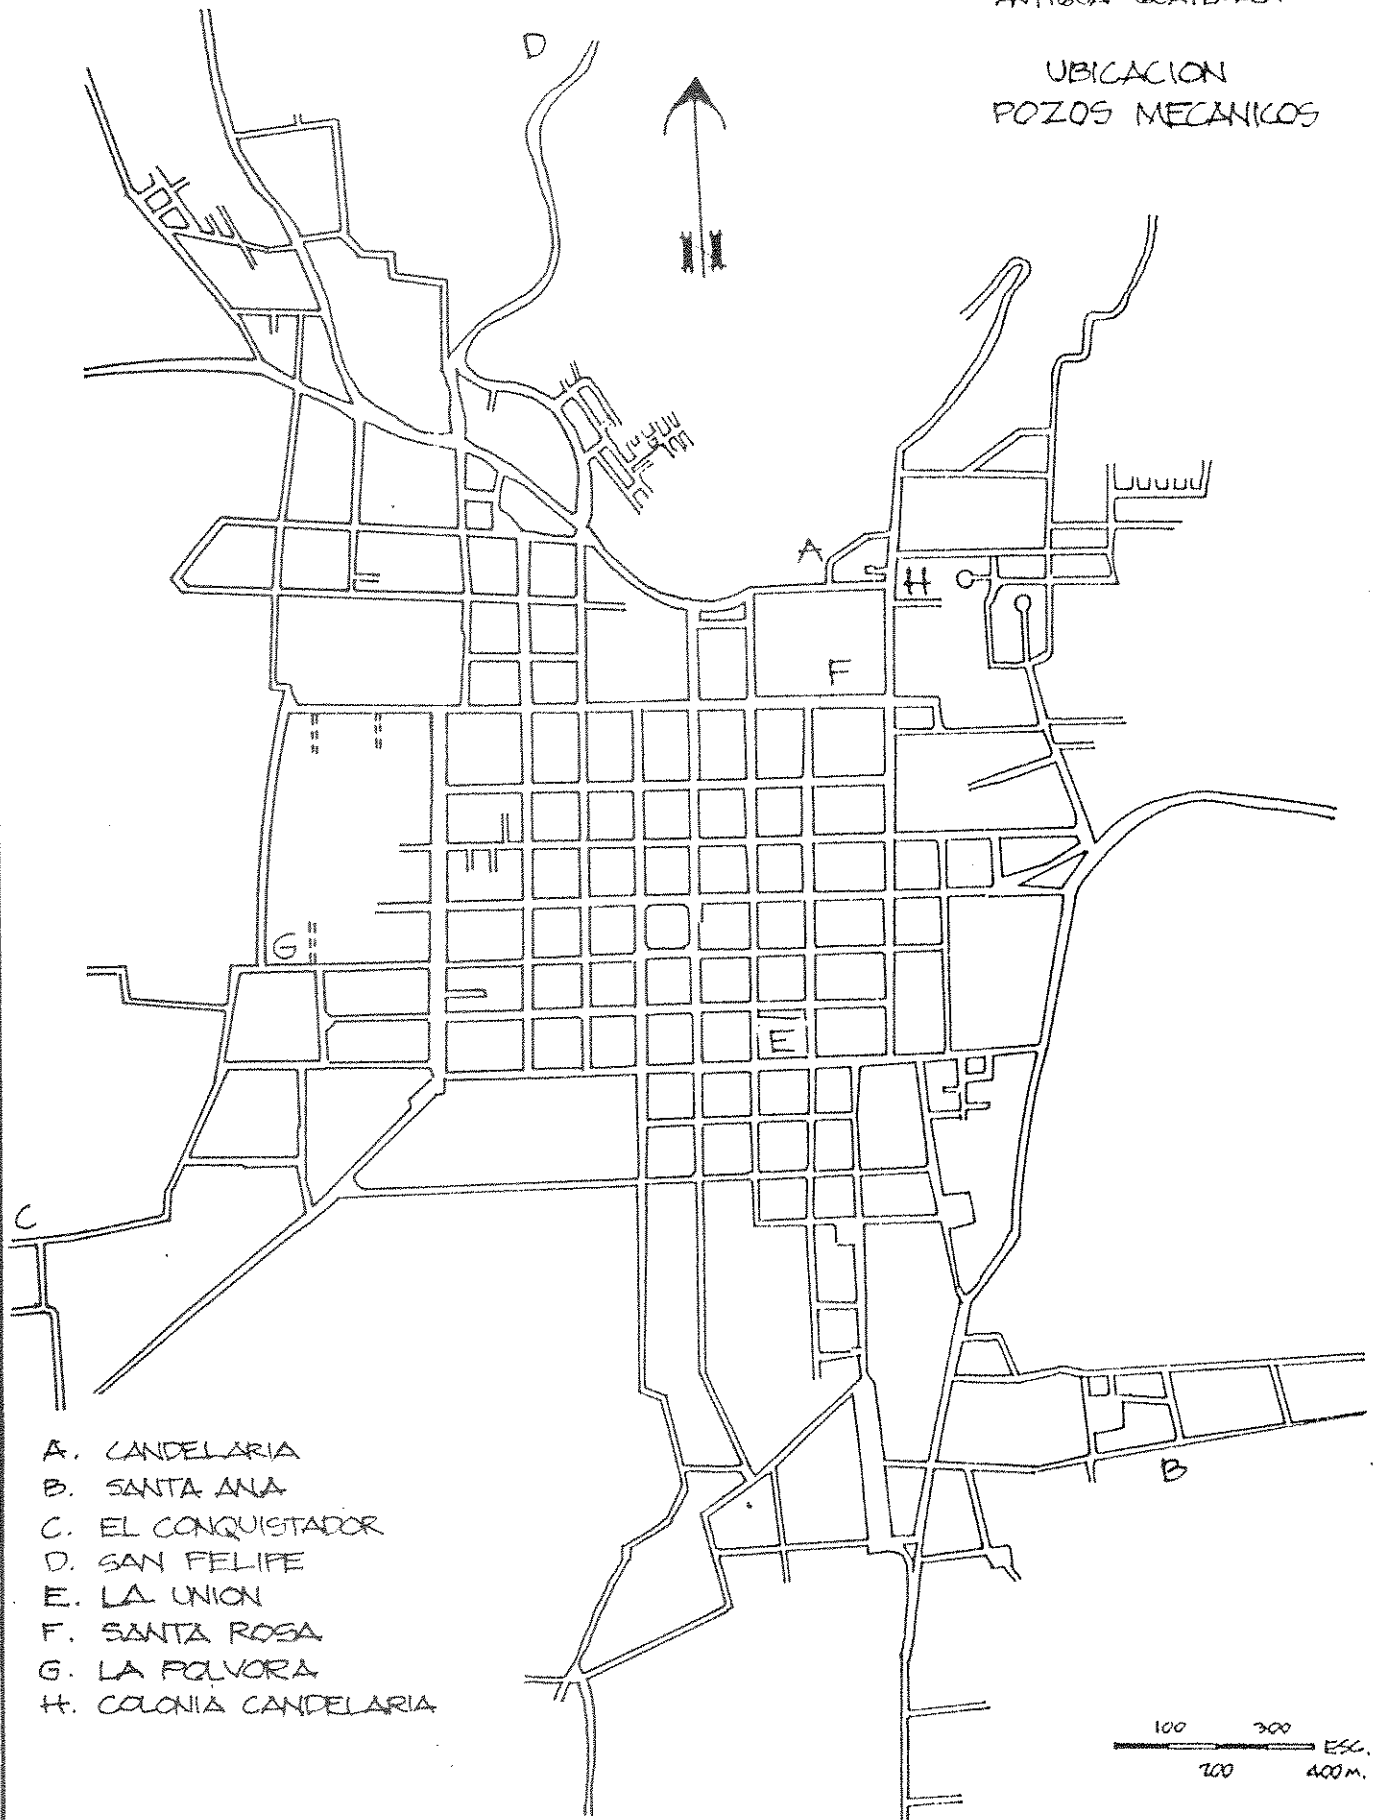 UBICACION
POZOS MECANICOS
D
A
H
F
G
E
C
B
A. CANDELARIA
B. SANTA ANA
C. EL CONQUISTADOR
D. SAN FELIPE
E. LA UNION
F. SANTA ROSA
G. LA POLVORA
H. COLONIA CANDELARIA
100 300 ESC.
200 400 M.